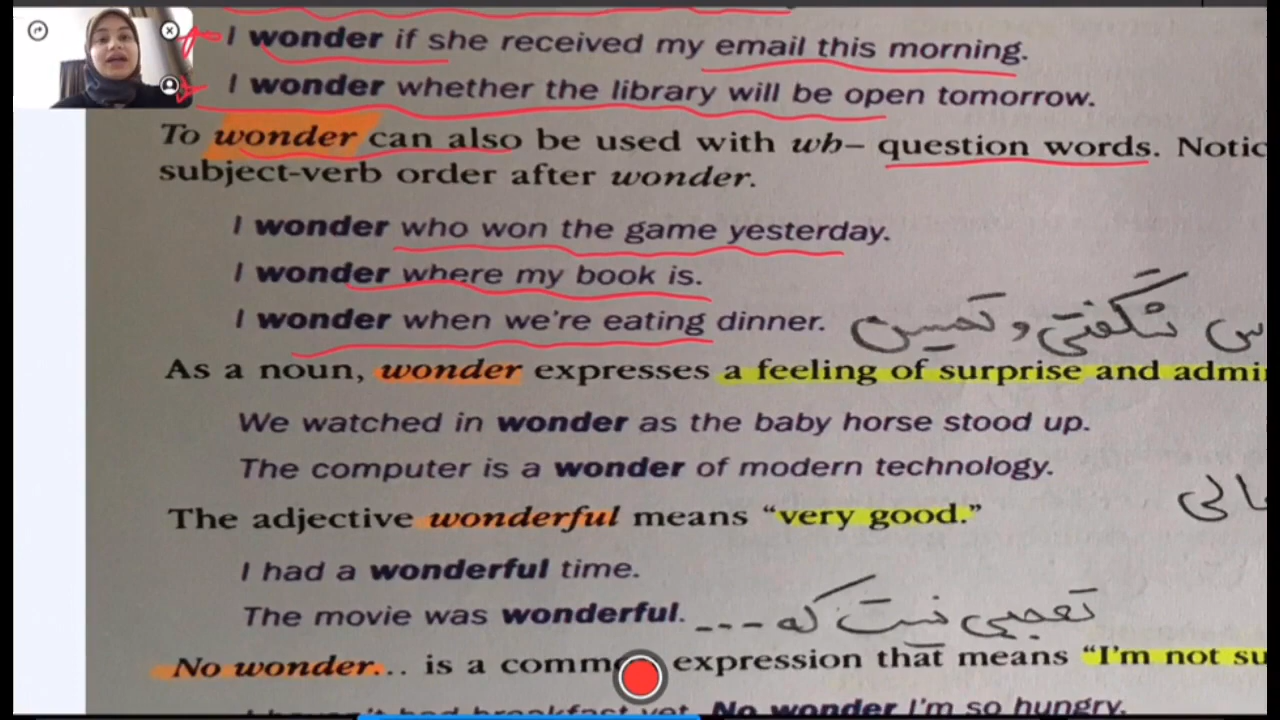 I wonder if she received my email this morning.
I wonder whether the library will be open tomorrow.
To wonder can also be used with wh– question words. Notic
subject-verb order after wonder.
I wonder who won the game yesterday.
I wonder where my book is.
I wonder when we're eating dinner.
شگفتی و تحسین
As a noun, wonder expresses a feeling of surprise and admi
We watched in wonder as the baby horse stood up.
The computer is a wonder of modern technology.
The adjective wonderful means “very good.”
I had a wonderful time.
The movie was wonderful.
تعجبی نیست که ---
No wonder... is a common expression that means “I'm not su
I haven't had breakfast yet. No wonder I'm so hungry.